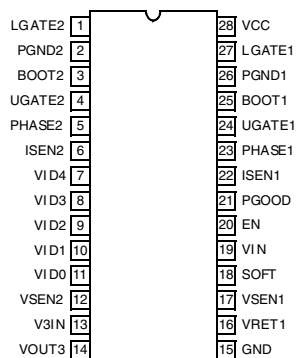 LGATE2 1 28 VCC
PGND2 2 27 LGATE1
BOOT2 3 26 PGND1
UGATE2 4 25 BOOT1
PHASE2 5 24 UGATE1
ISEN2 6 23 PHASE1
VID4 7 22 ISEN1
VID3 8 21 PGOOD
VID2 9 20 EN
VID1 10 19 VIN
VID0 11 18 SOFT
VSEN2 12 17 VSEN1
V3IN 13 16 VRET1
VOUT3 14 15 GND